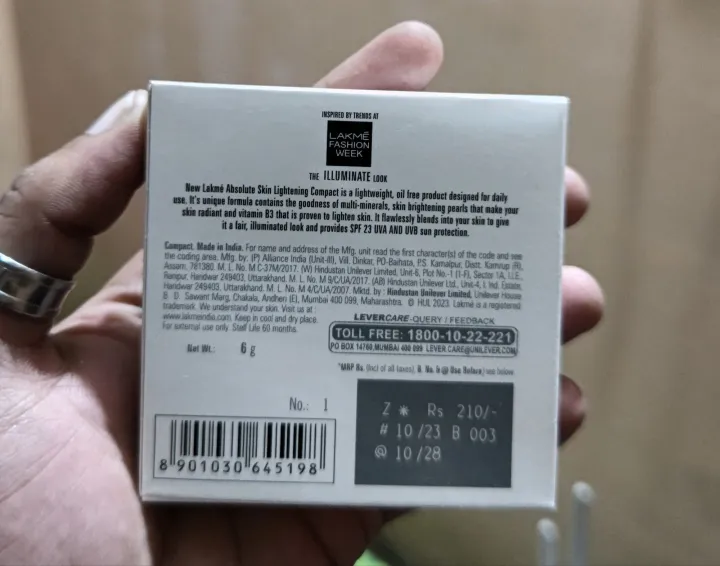 INSPIRED BY TRENDS AT
LAKMÉ
FASHION
WEEK
THE ILLUMINATE LOOK
New Lakmé Absolute Skin Lightening Compact is a lightweight, oil free product designed for daily
use. It's unique formula contains the goodness of multi-minerals, skin brightening pearls that make your
skin radiant and vitamin B3 that is proven to lighten skin. It flawlessly blends into your skin to give
it a fair, illuminated look and provides SPF 23 UVA AND UVB sun protection.
Compact. Made in India. For name and address of the Mfg. unit read the first character(s) of the code and see
the coding area. Mfg. by: (P) Alliance India (Unit-III), Vill. Dirikar, PO-Baihata, P.S. Kamalpur, Dist: Kamrup (R),
Assam, 781380. M. L. No. M C-37M/2017. (W) Hindustan Unilever Limited, Unit-6, Plot No.-1 (1-F), Sector 1A, I.I.E.,
Ranipur, Haridwar 249403, Uttarakhand. M. L. No. M 9/C/UA/2017. (AB) Hindustan Unilever Ltd., Unit-4, I. Ind. Estate,
Haridwar 249403, Uttarakhand. M. L. No. M 4/C/UA/2007. Mktd. by: Hindustan Unilever Limited, Unilever House
B. D. Sawant Marg, Chakala, Andheri (E), Mumbai 400 099, Maharashtra. © HUL 2023 Lakmé is a registered
trademark. We understand your skin. Visit us at:
www.lakmeindia.com. Keep in cool and dry place.
For external use only. Shelf Life 60 months.
LEVERCARE-QUERY / FEEDBACK
TOLL FREE: 1800-10-22-221
PO BOX 14760, MUMBAI 400 099 LEVER.CARE@UNILEVER.COM
Net Wt.: 6 g
*MRP Rs. (Incl of all taxes), B. No. & @ Use Before) see below
No.: 1
8 901030 645198
Z * Rs 210/-
# 10/23 B 003
@ 10/28